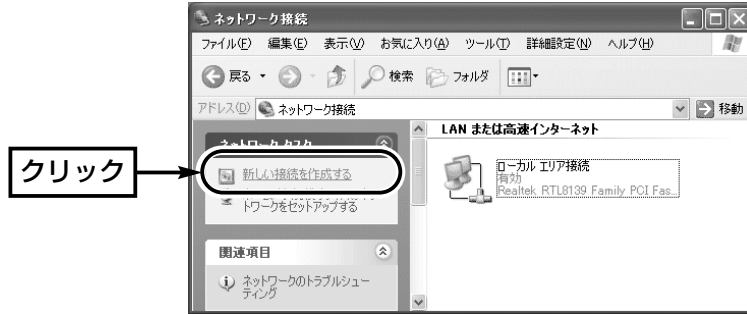 ネットワーク接続
ファイル(F) 編集(E) 表示(V) お気に入り(A) ツール(T) 詳細設定(N) ヘルプ(H)
戻る 検索 フォルダ
アドレス(D) ネットワーク接続 移動
ネットワーク タスク
新しい接続を作成する
トワークをセットアップする
関連項目
ネットワークのトラブルシュー
ティング
LAN または高速インターネット
ローカル エリア接続
有効
Realtek RTL8139 Family PCI Fas...
クリック